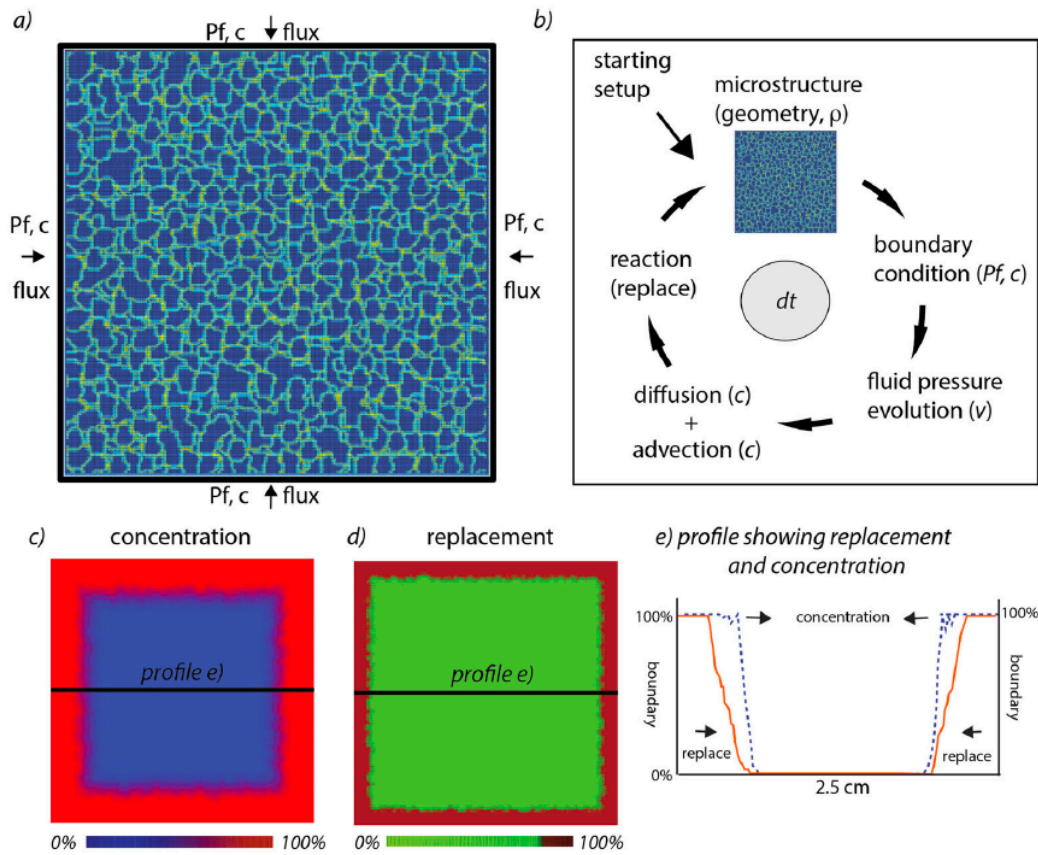 a)
Pf, c
flux
b)
starting
setup
microstructure
(geometry, ρ)
Pf, c
flux
Pf, c
flux
reaction
(replace)
dt
boundary
condition (Pf, c)
diffusion (c)
+
advection (c)
fluid pressure
evolution (v)
Pf, c
flux
c)
concentration
d)
replacement
e) profile showing replacement
and concentration
profile e)
profile e)
100%
concentration
100%
boundary
boundary
replace
replace
0%
2.5 cm
0%
100%
0%
100%